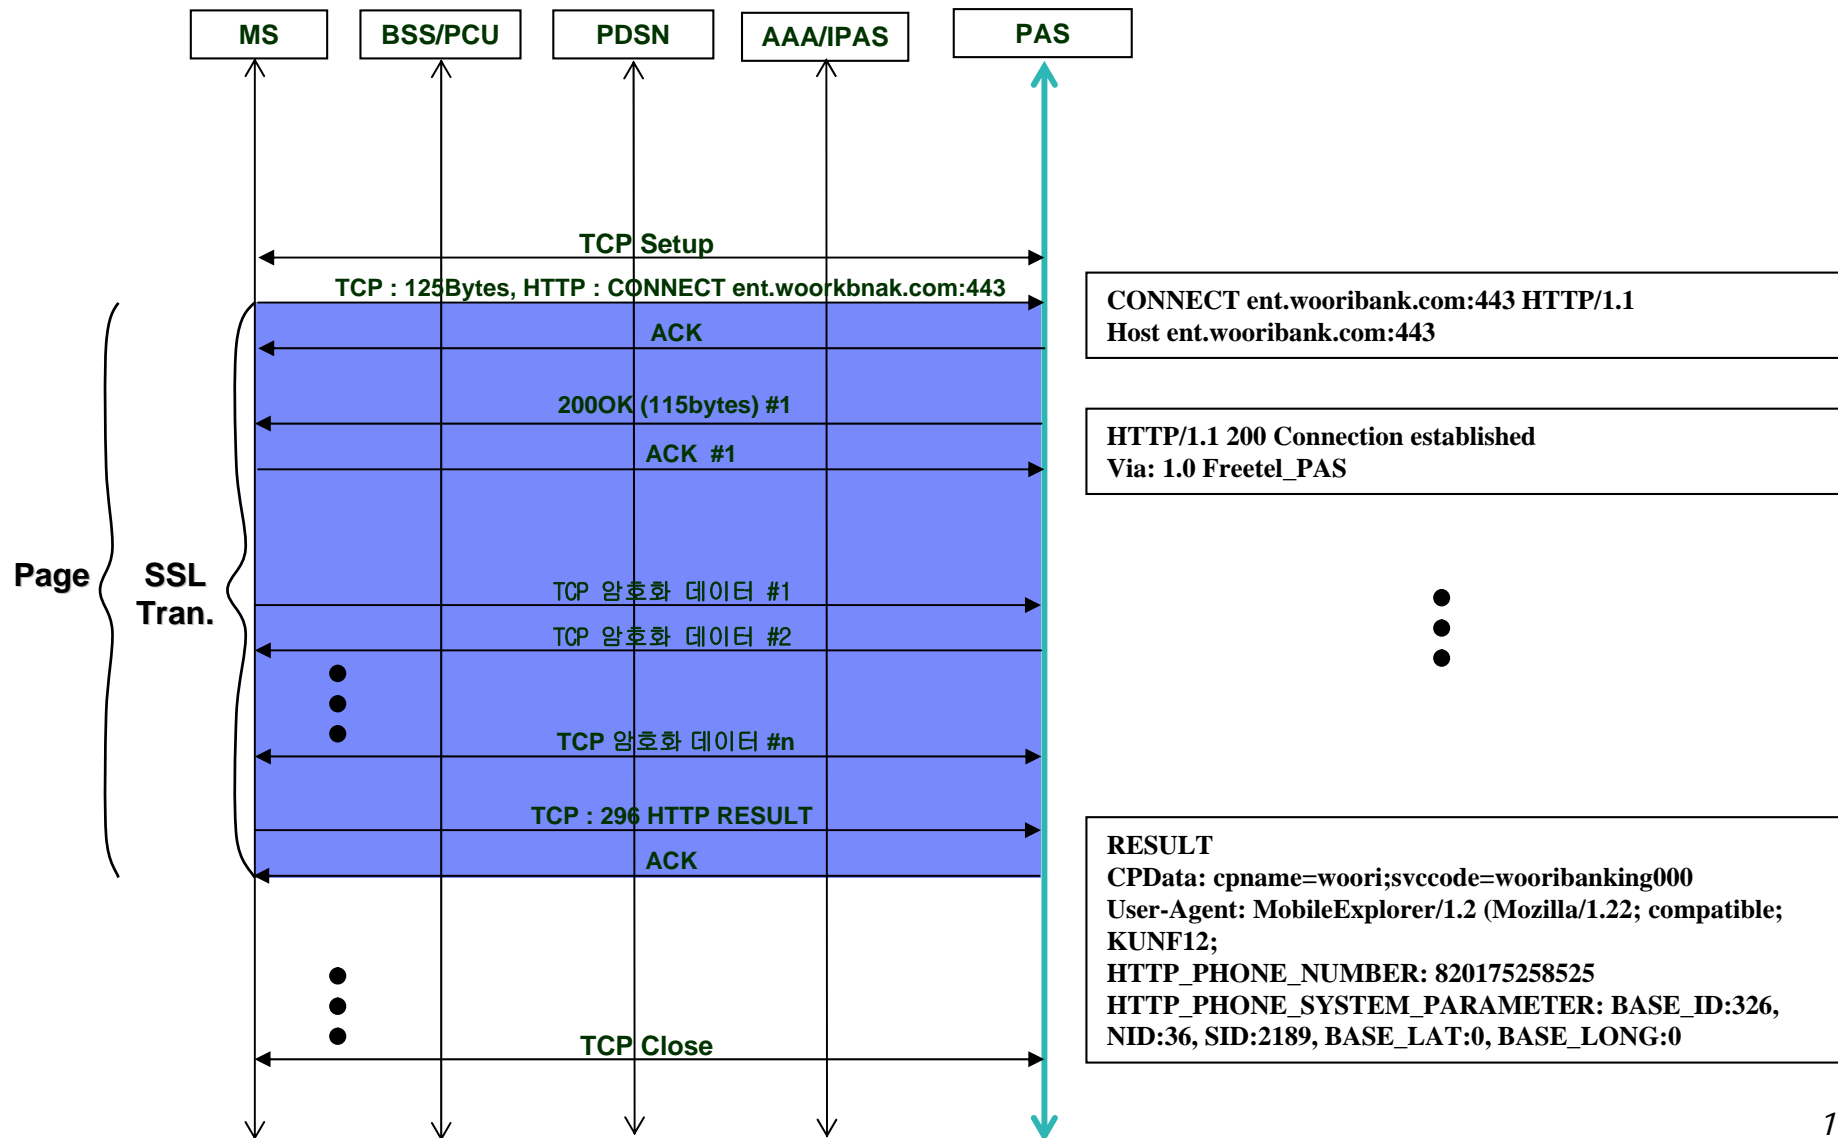 MS
BSS/PCU
PDSN
AAA/IPAS
PAS
TCP Setup
TCP : 125Bytes, HTTP : CONNECT ent.woorkbnak.com:443
CONNECT ent.wooribank.com:443 HTTP/1.1
Host ent.wooribank.com:443
ACK
200OK (115bytes) #1
HTTP/1.1 200 Connection established
Via: 1.0 Freetel_PAS
ACK #1
Page
SSL
Tran.
TCP 암호화 데이터 #1
TCP 암호화 데이터 #2
TCP 암호화 데이터 #n
TCP : 296 HTTP RESULT
ACK
RESULT
CPData: cpname=woori;svccode=wooribanking000
User-Agent: MobileExplorer/1.2 (Mozilla/1.22; compatible;
KUNF12;
HTTP_PHONE_NUMBER: 820175258525
HTTP_PHONE_SYSTEM_PARAMETER: BASE_ID:326,
NID:36, SID:2189, BASE_LAT:0, BASE_LONG:0
TCP Close
1